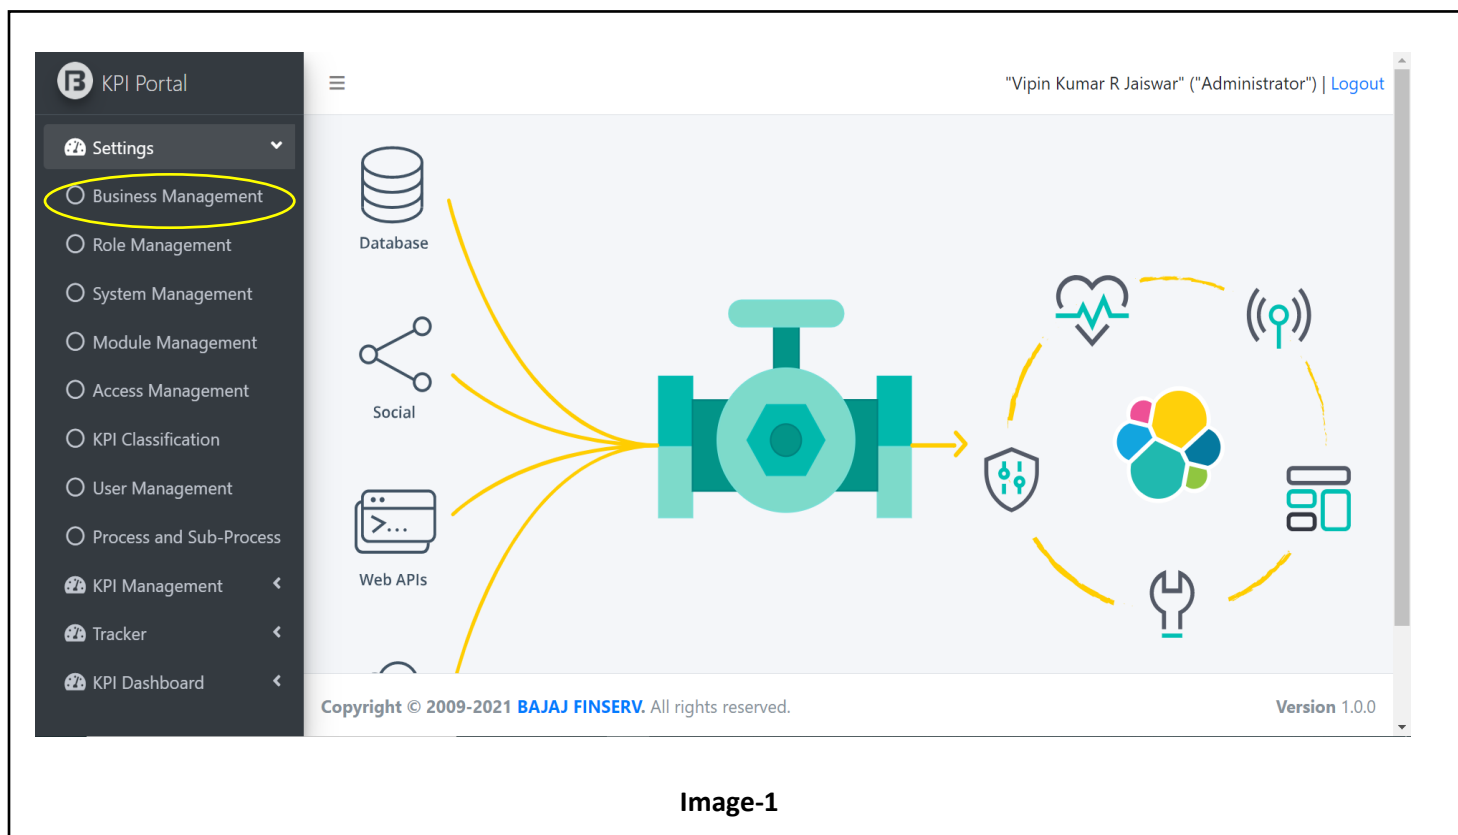 KPI Portal
"Vipin Kumar R Jaiswar" ("Administrator") | Logout
Settings
Business Management
Role Management
System Management
Module Management
Access Management
KPI Classification
User Management
Process and Sub-Process
KPI Management
Tracker
KPI Dashboard
Database
Social
>...
Web APIs
Copyright © 2009-2021 BAJAJ FINSERV. All rights reserved.
Version 1.0.0
Image-1